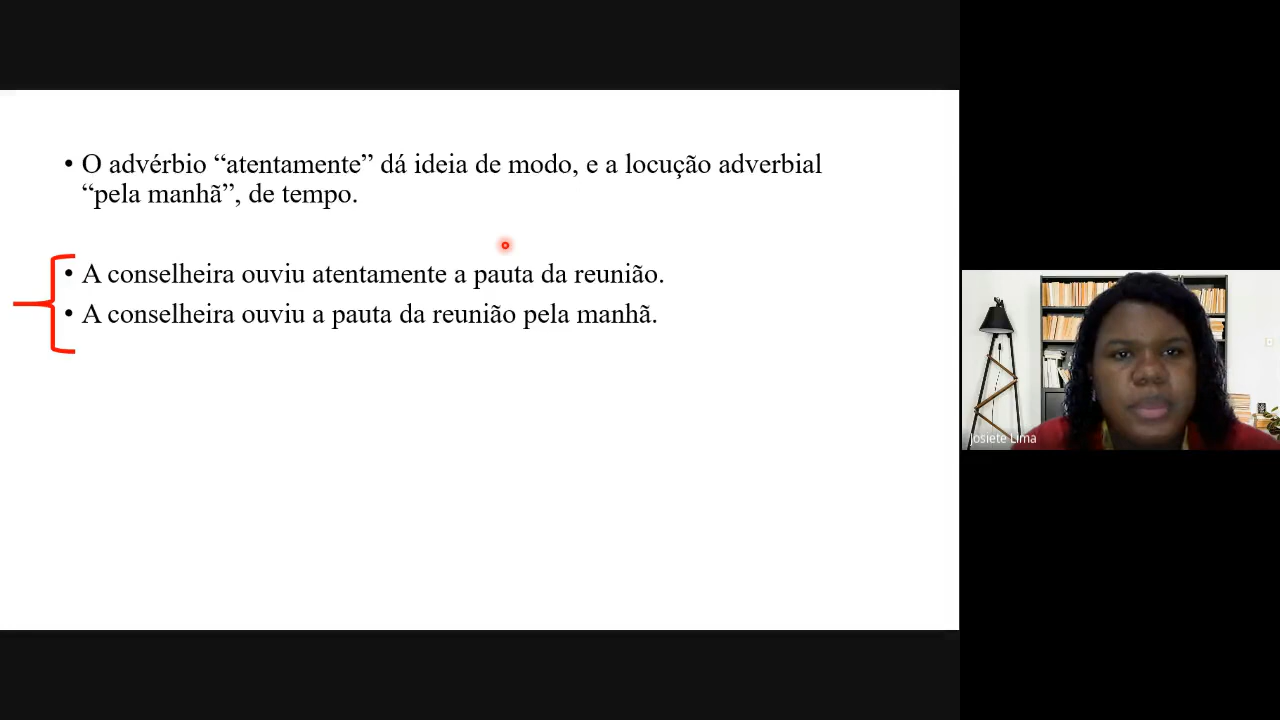 • O advérbio “atentamente” dá ideia de modo, e a locução adverbial
“pela manhã”, de tempo.
• A conselheira ouviu atentamente a pauta da reunião.
• A conselheira ouviu a pauta da reunião pela manhã.
Josiete Lima